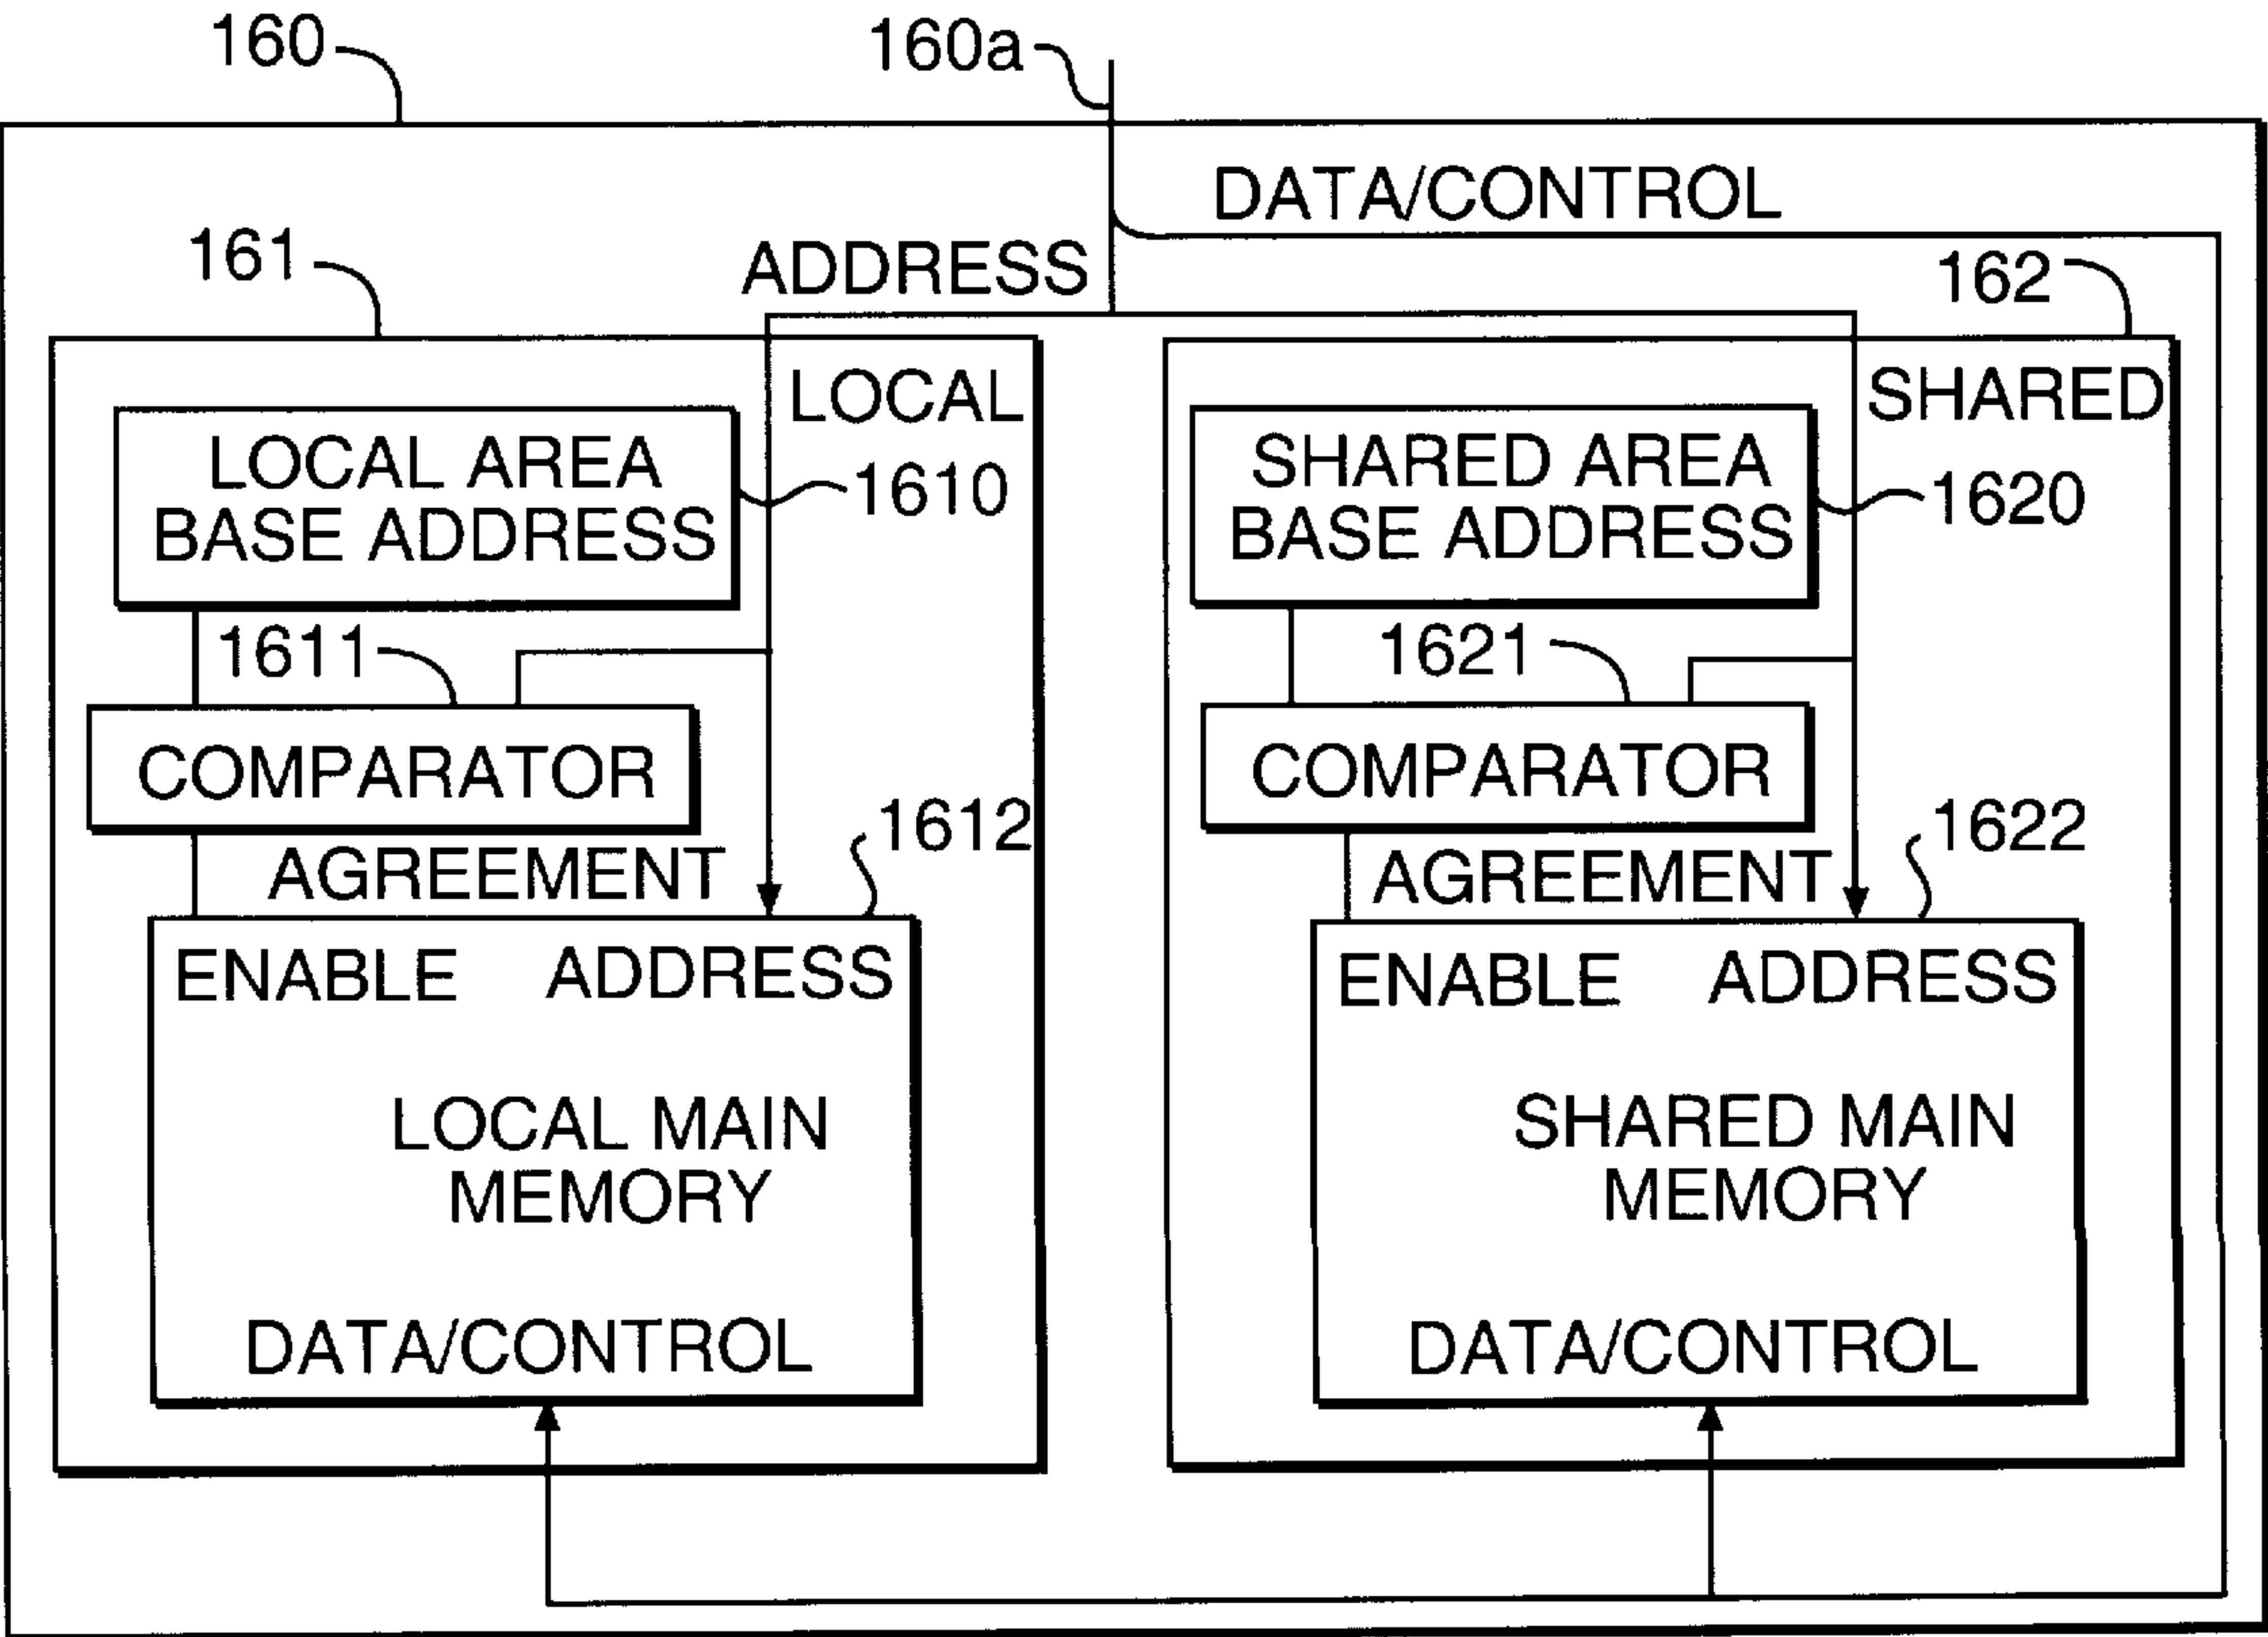 160
160a
DATA/CONTROL
161
ADDRESS
162
LOCAL
SHARED
LOCAL AREA
BASE ADDRESS
1610
SHARED AREA
BASE ADDRESS
1620
1611
1621
COMPARATOR
COMPARATOR
1612
1622
AGREEMENT
AGREEMENT
ENABLE ADDRESS
ENABLE ADDRESS
LOCAL MAIN
MEMORY
SHARED MAIN
MEMORY
DATA/CONTROL
DATA/CONTROL